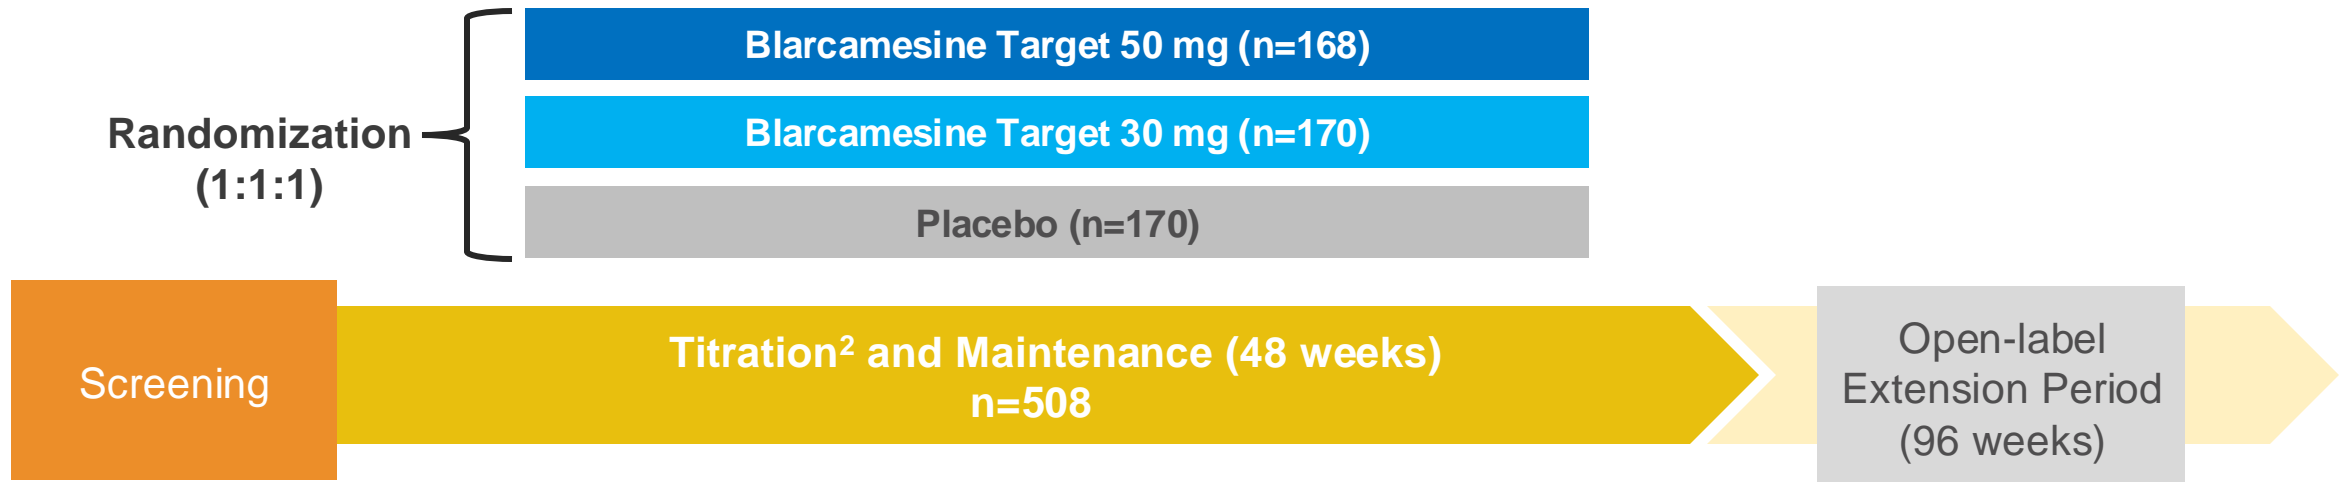 Blarcamesine Target 50 mg (n=168)
Blarcamesine Target 30 mg (n=170)
Randomization
(1:1:1)
Placebo (n=170)
Screening
Titration² and Maintenance (48 weeks)
n=508
Open-label
Extension Period
(96 weeks)